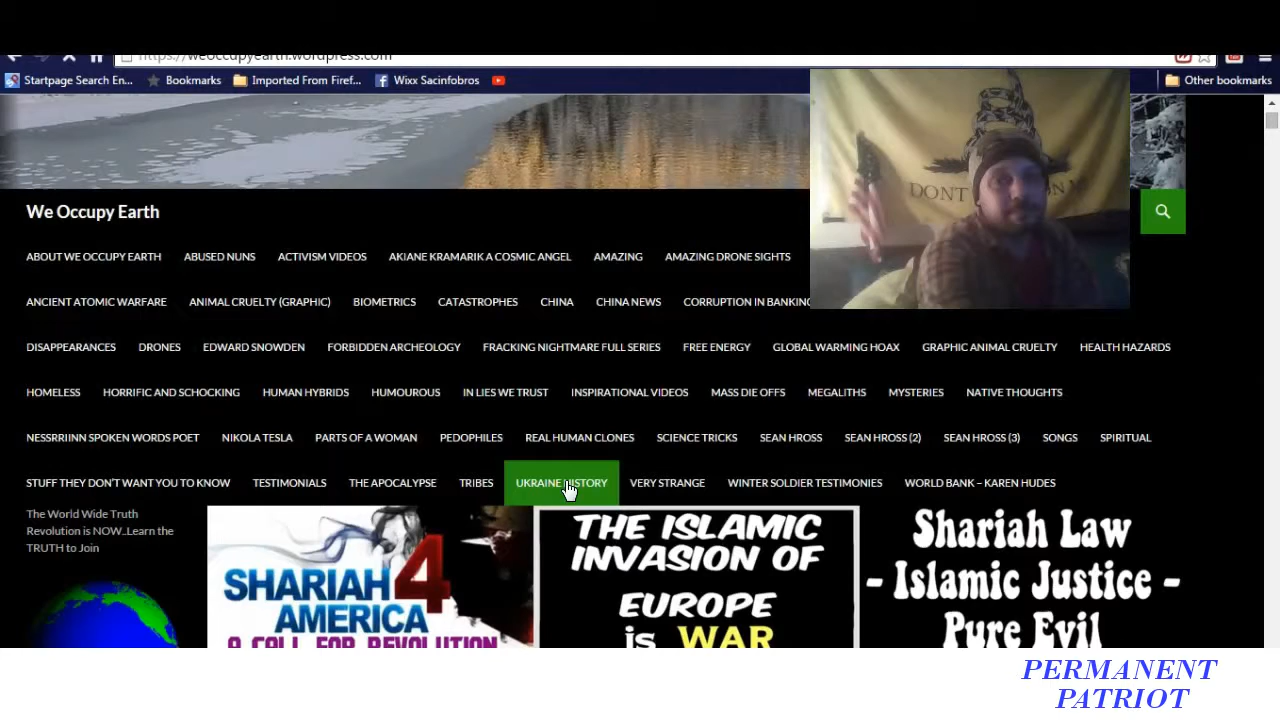 https://weoccupyearth.wordpress.com
Startpage Search En... Bookmarks Imported From Firef... Wixx Sacinfobros Other bookmarks
DONT ON
We Occupy Earth
ABOUT WE OCCUPY EARTH ABUSED NUNS ACTIVISM VIDEOS AKIANE KRAMARIK A COSMIC ANGEL AMAZING AMAZING DRONE SIGHTS
ANCIENT ATOMIC WARFARE ANIMAL CRUELTY (GRAPHIC) BIOMETRICS CATASTROPHES CHINA CHINA NEWS CORRUPTION IN BANKING
DISAPPEARANCES DRONES EDWARD SNOWDEN FORBIDDEN ARCHEOLOGY FRACKING NIGHTMARE FULL SERIES FREE ENERGY GLOBAL WARMING HOAX GRAPHIC ANIMAL CRUELTY HEALTH HAZARDS
HOMELESS HORRIFIC AND SCHOCKING HUMAN HYBRIDS HUMOUROUS IN LIES WE TRUST INSPIRATIONAL VIDEOS MASS DIE OFFS MEGALITHS MYSTERIES NATIVE THOUGHTS
NESSRRIINN SPOKEN WORDS POET NIKOLA TESLA PARTS OF A WOMAN PEDOPHILES REAL HUMAN CLONES SCIENCE TRICKS SEAN HROSS SEAN HROSS (2) SEAN HROSS (3) SONGS SPIRITUAL
STUFF THEY DON'T WANT YOU TO KNOW TESTIMONIALS THE APOCALYPSE TRIBES UKRAINE HISTORY VERY STRANGE WINTER SOLDIER TESTIMONIES WORLD BANK – KAREN HUDES
The World Wide Truth
Revolution is NOW..Learn the
TRUTH to Join
SHARIAH 4
AMERICA
A CALL FOR REVOLUTION
THE ISLAMIC
INVASION OF
EUROPE
is WAR
Shariah Law
- Islamic Justice -
Pure Evil
PERMANENT
PATRIOT